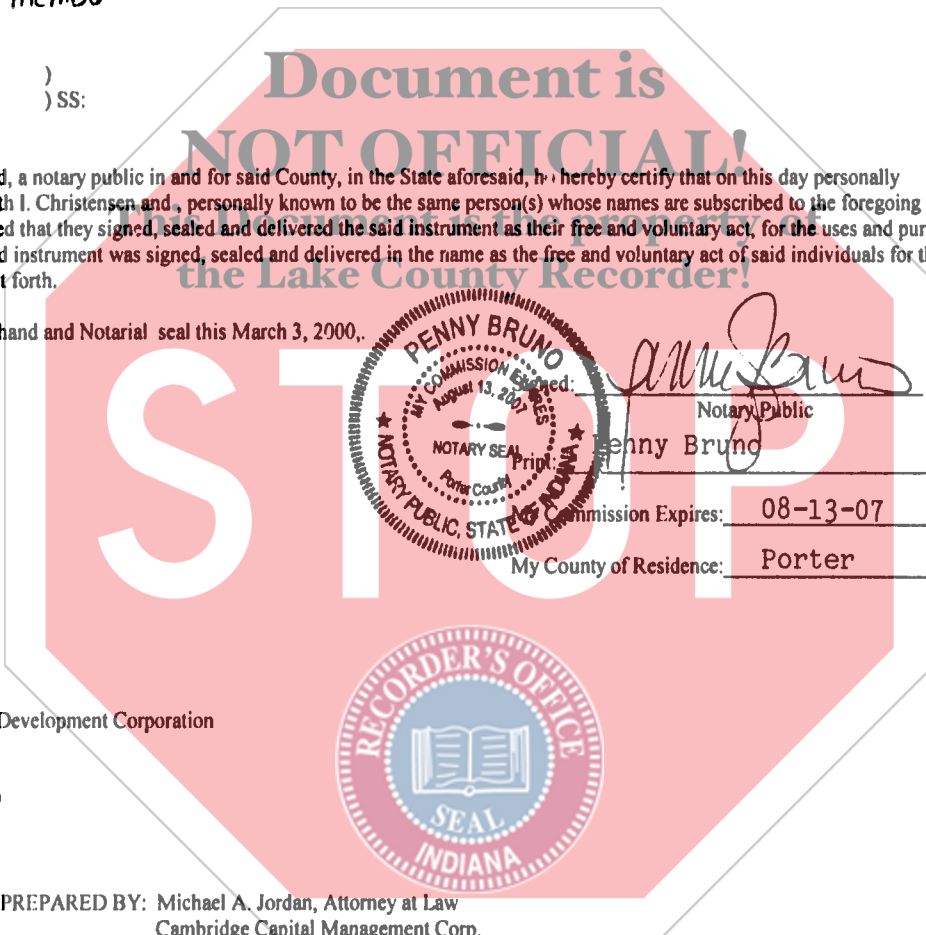 Document is
)
) SS:
NOT OFFICIAL!
a notary public in and for said County, in the State aforesaid, hereby certify that on this day personally
I. Christensen and , personally known to be the same person(s) whose names are subscribed to the foregoing
This Document is the property of
that they signed, sealed and delivered the said instrument as their free and voluntary act, for the uses and
instrument was signed, sealed and delivered in the name as the free and voluntary act of said individuals for
the Lake County Recorder!
forth.
hand and Notarial seal this March 3, 2000,.
PENNY BRUNO
MY COMMISSION EXPIRES
August 13, 2007
NOTARY SEAL
Porter County
NOTARY PUBLIC, STATE OF INDIANA
Signed:
Notary Public
Print: Penny Bruno
My Commission Expires: 08-13-07
My County of Residence: Porter
STOP
RECORDER'S OFFICE
SEAL
INDIANA
Development Corporation
PREPARED BY: Michael A. Jordan, Attorney at Law
Cambridge Capital Management Corp.